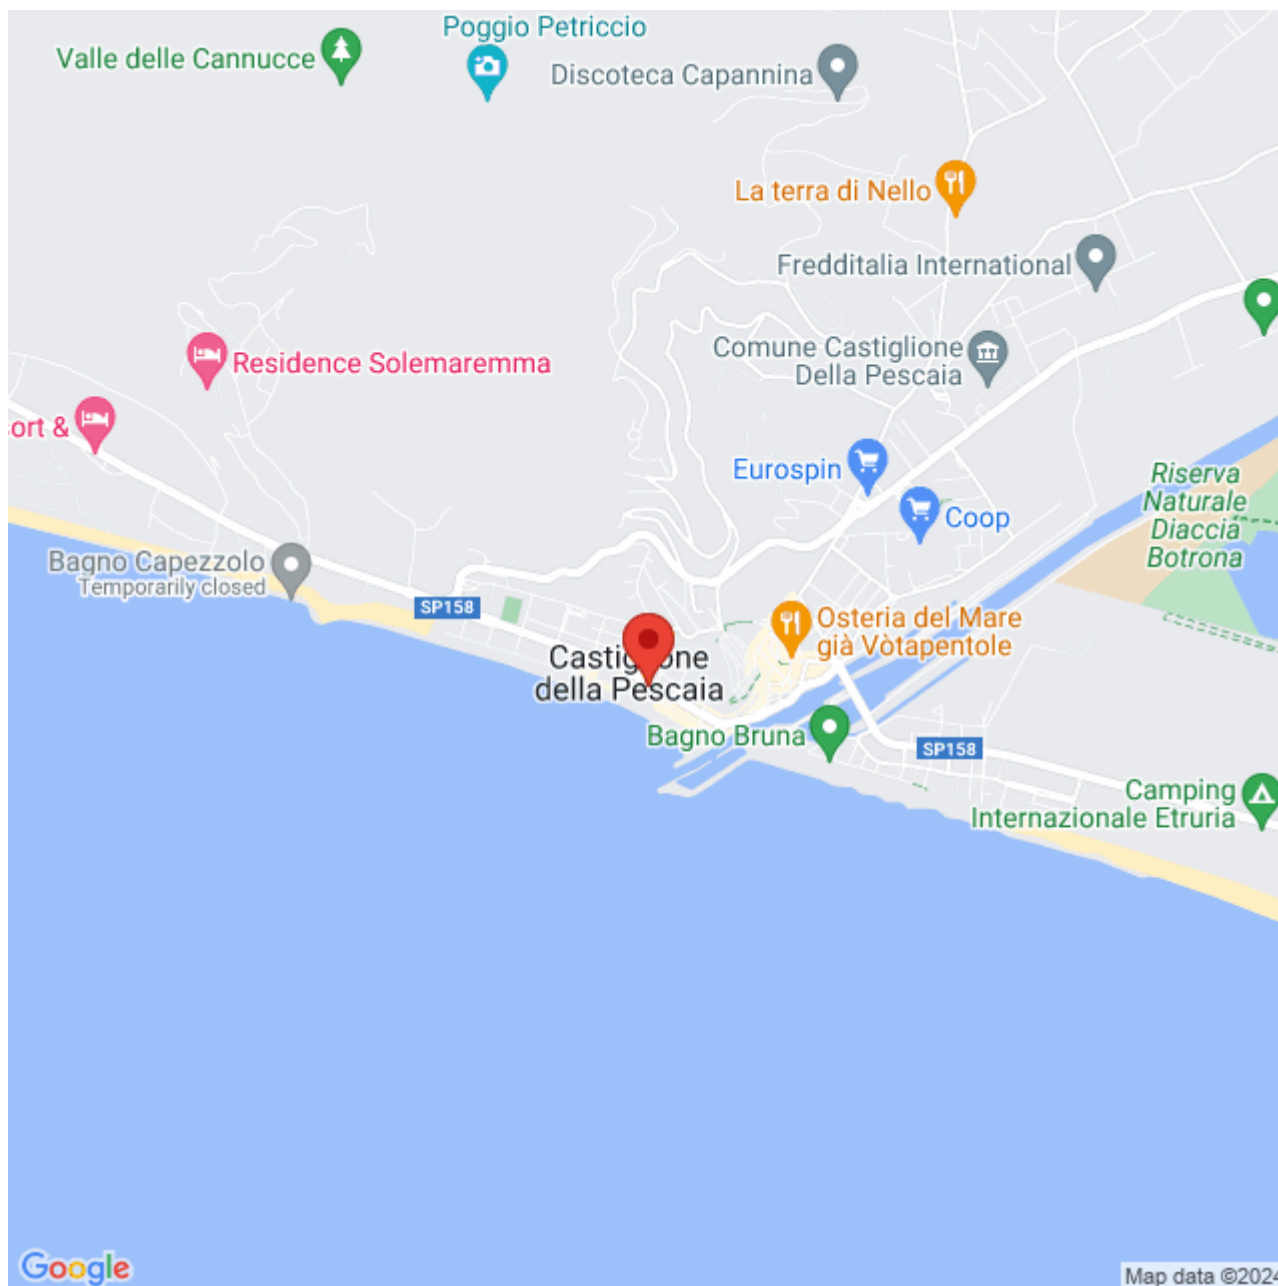 Poggio Petriccio
Valle delle Cannucce
Discoteca Capannina
La terra di Nello
Fredditalia International
Comune Castiglione
Della Pescaia
Residence Solemaremma
ort &
Eurospin
Coop
Riserva
Naturale
Diaccia
Botrona
Bagno Capezzolo
Temporarily closed
SP158
Osteria del Mare
già Vòtapentole
Castiglione
della Pescaia
Bagno Bruna
SP158
Camping
Internazionale Etruria
Google
Map data ©2024